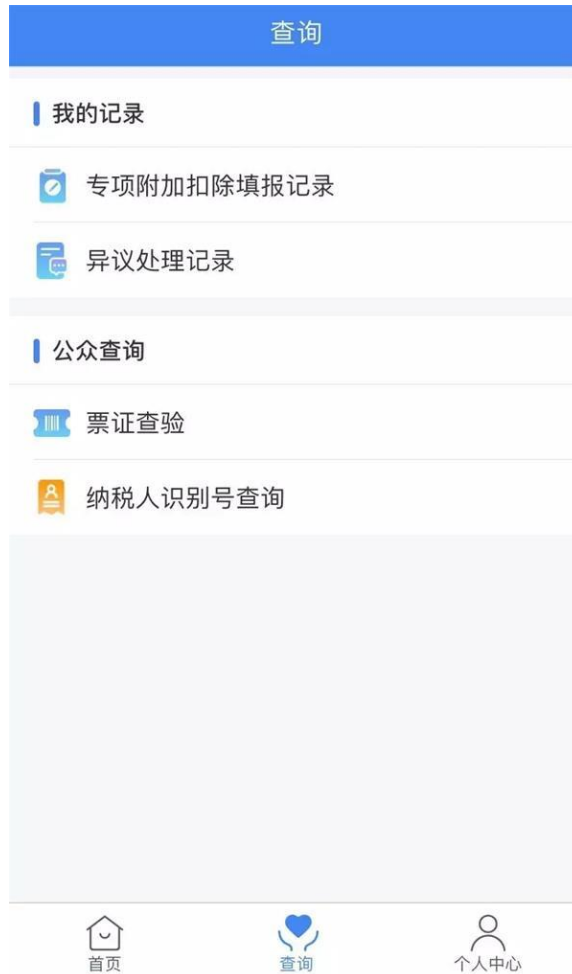 查询
我的记录
专项附加扣除填报记录
异议处理记录
公众查询
票证查验
纳税人识别号查询
首页
查询
个人中心